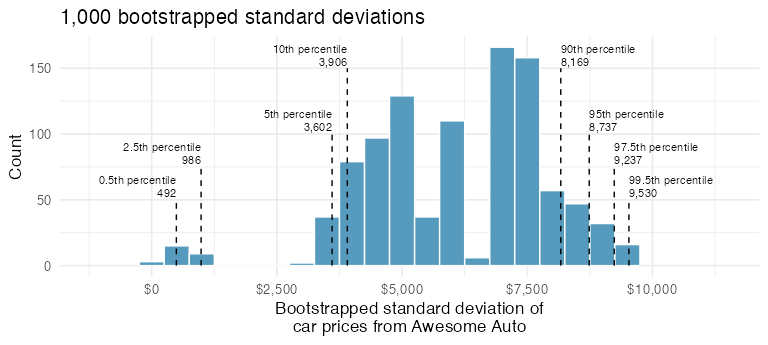 1,000 bootstrapped standard deviations
10th percentile
3,906
90th percentile
8,169
5th percentile
3,602
95th percentile
8,737
2.5th percentile
986
97.5th percentile
9,237
0.5th percentile
492
99.5th percentile
9,530
Count
150
100
50
0
$0
$2,500
$5,000
$7,500
$10,000
Bootstrapped standard deviation of
car prices from Awesome Auto